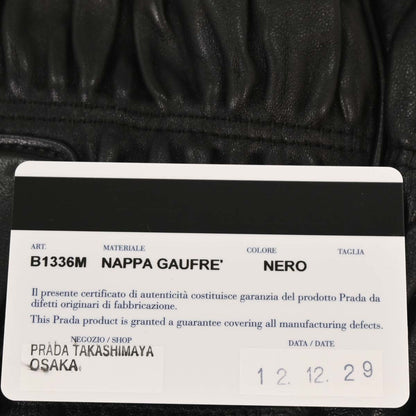 ART. MATERIALE COLORE TAGLIA
B1336M NAPPA GAUFRE' NERO
Il presente certificato di autenticità costituisce garanzia del prodotto Prada da
difetti originari di fabbricazione.
This Prada product is granted a guarantee covering all manufacturing defects.
NEGOZIO / SHOP DATA / DATE
PRADA TAKASHIMAYA
OSAKA
12. 12. 29